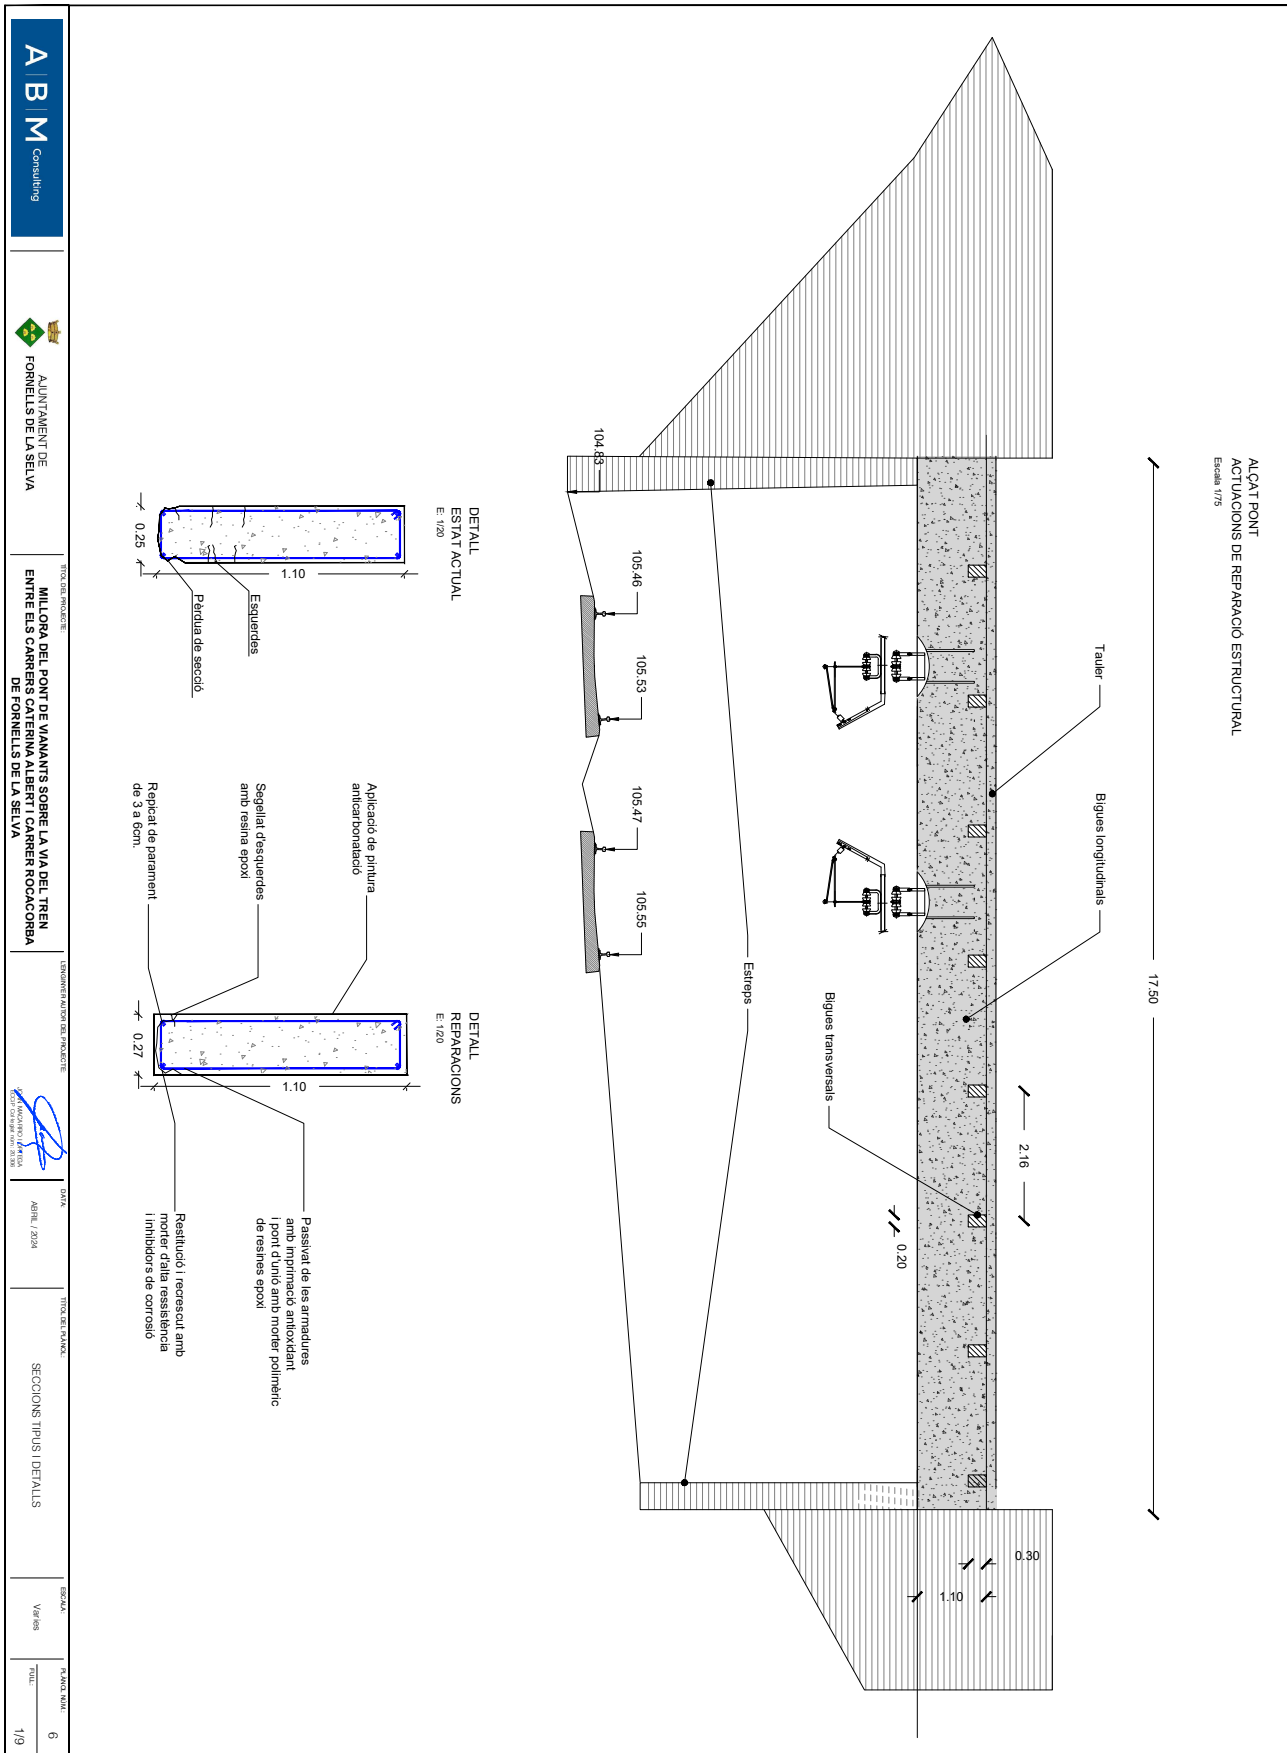 ALÇAT PONT
ACTUACIONS DE REPARACIÓ ESTRUCTURAL
Escala 1/75
17.50
Tauler
Bigues longitudinals
2.16
0.30
1.10
0.20
Bigues transversals
Estreps
104.83
105.46
105.53
105.47
105.55
DETALL
ESTAT ACTUAL
E: 1/20
1.10
0.25
Esquerdes
Pèrdua de secció
DETALL
REPARACIONS
E: 1/20
1.10
0.27
Aplicació de pintura
anticarbonatació
Segellat d'esquerdes
amb resina epoxi
Repicat de parament
de 3 a 6cm.
Passivat de les armadures
amb imprimació antioxidant
i pont d'unió amb morter polimèric
de resines epoxi
Restitució i recrescut amb
morter d'alta ressistència
i inhibidors de corrosió
A B M Consulting
AJUNTAMENT DE
FORNELLS DE LA SELVA
TÍTOL DEL PROJECTE:
MILLORA DEL PONT DE VIANANTS SOBRE LA VIA DEL TREN
ENTRE ELS CARRERS CATERINA ALBERT I CARRER ROCACORBA
DE FORNELLS DE LA SELVA
L'ENGINYER AUTOR DEL PROJECTE:
DATA:
ABRIL / 2024
TÍTOL DEL PLÀNOL:
SECCIONS TIPUS I DETALLS
ESCALA:
Varies
PLÀNOL NÚM.:
6
FULL:
1/9